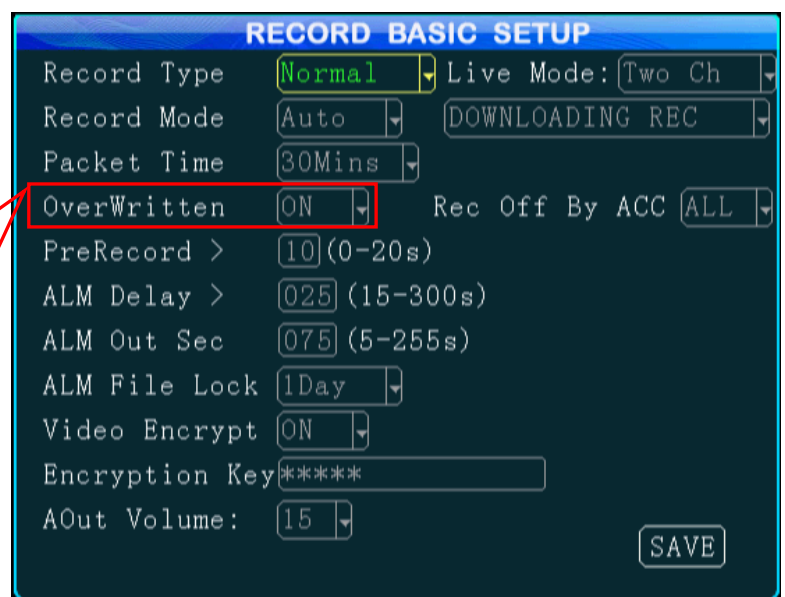 RECORD BASIC SETUP
Record Type Normal Live Mode: Two Ch
Record Mode Auto DOWNLOADING REC
Packet Time 30Mins
OverWritten ON Rec Off By ACC ALL
PreRecord > 10 (0-20s)
ALM Delay > 025 (15-300s)
ALM Out Sec 075 (5-255s)
ALM File Lock 1Day
Video Encrypt ON
Encryption Key *****
AOut Volume: 15
SAVE